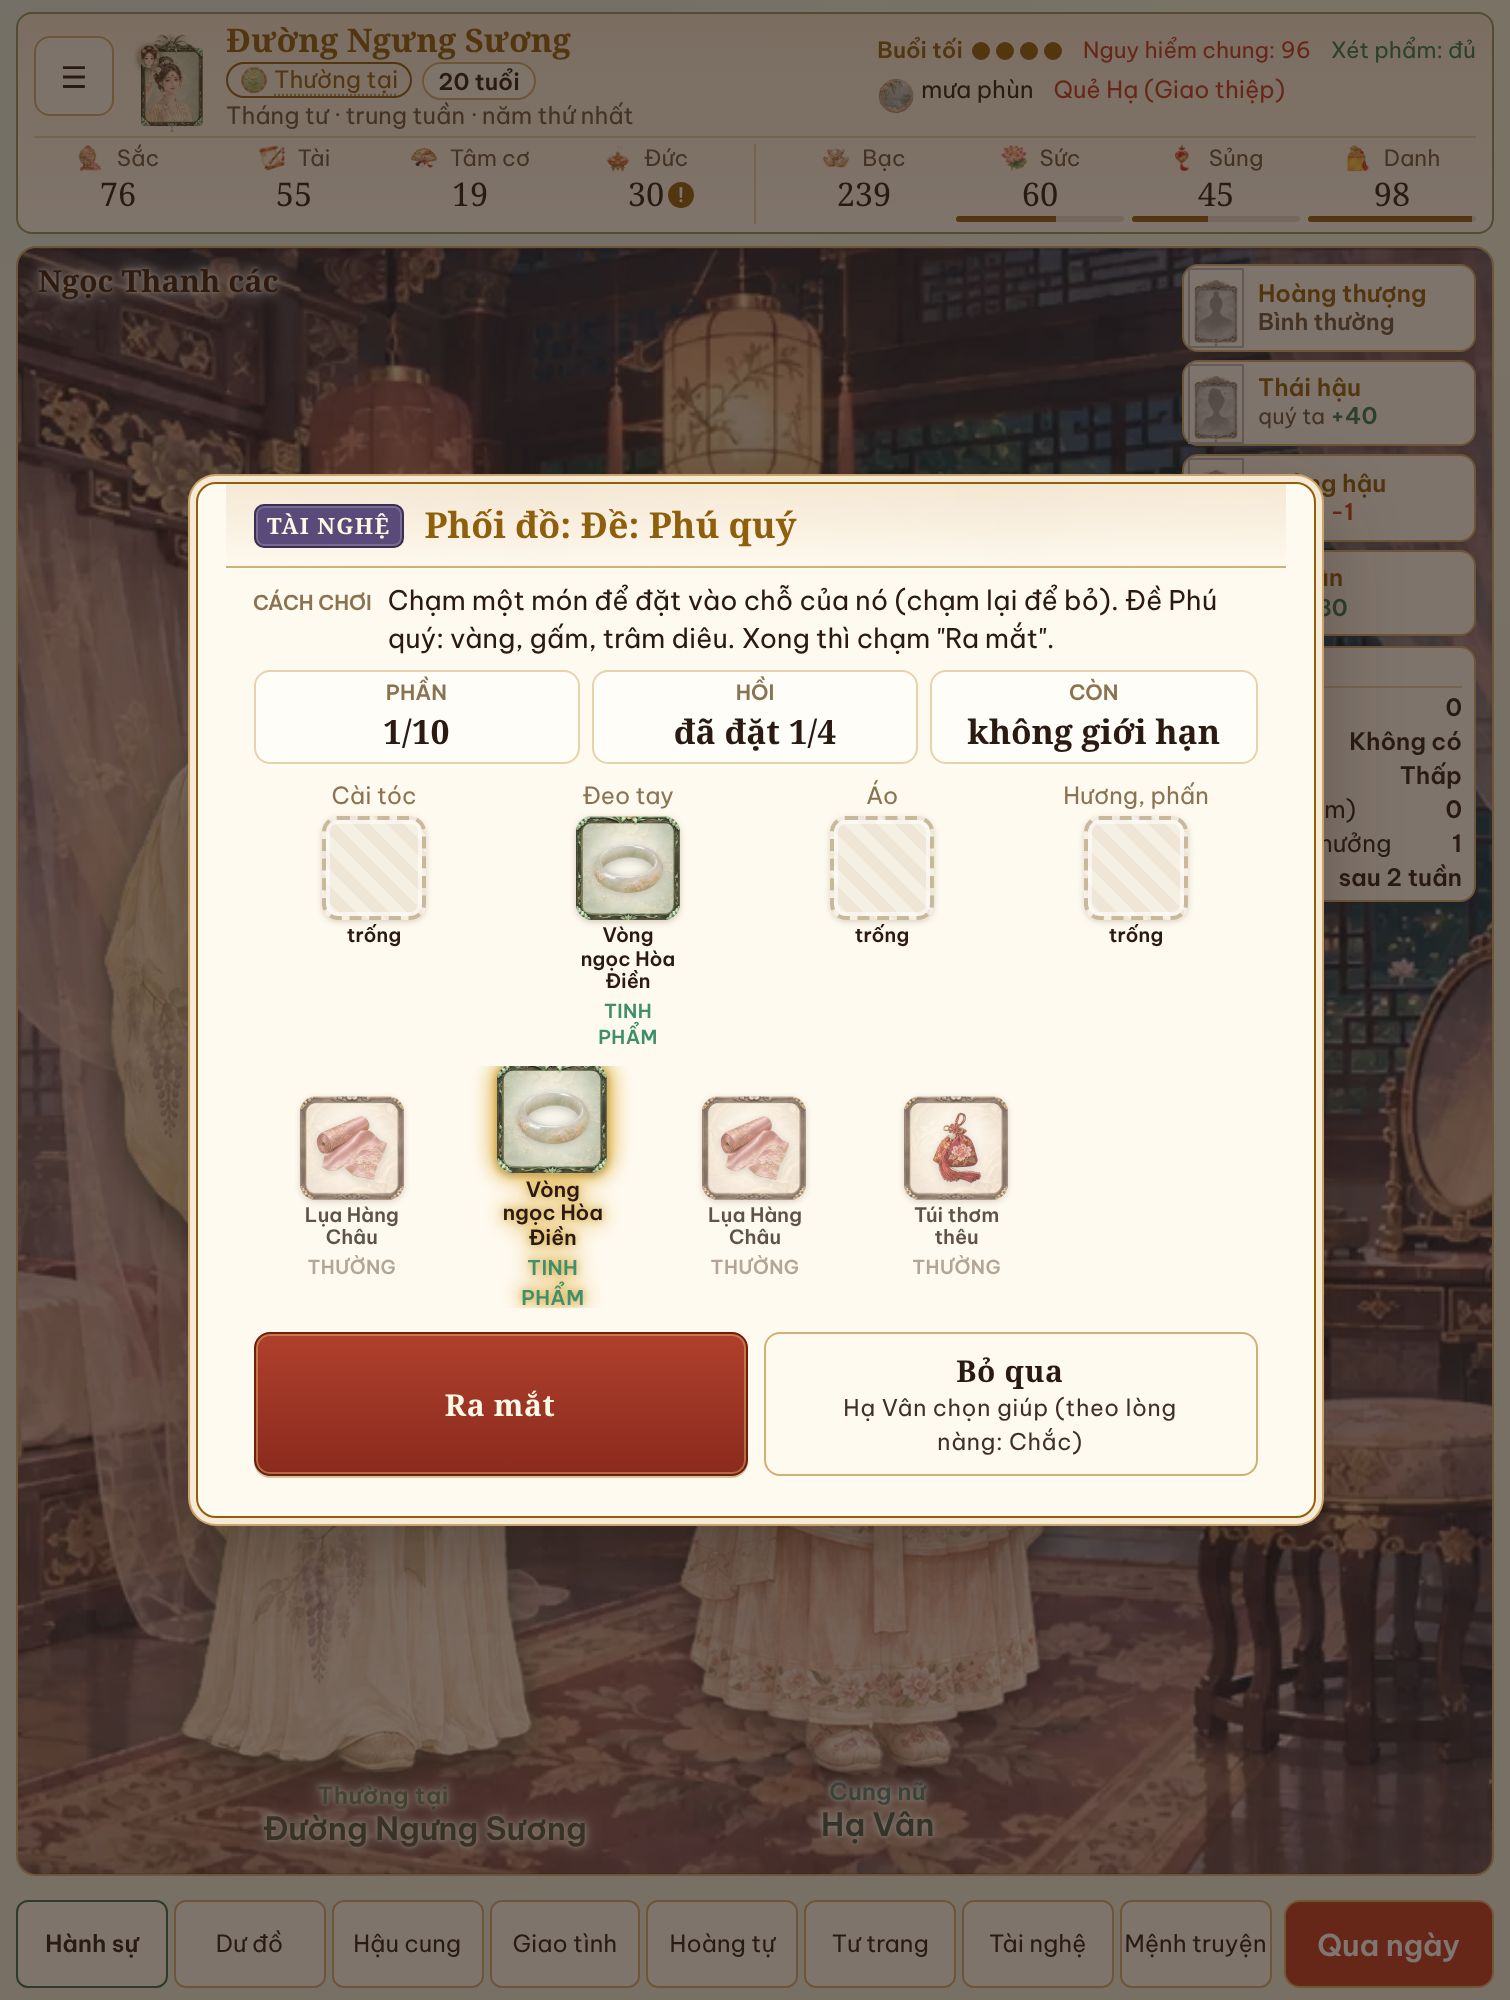 ☰
Đường Ngưng Sương
Thường tại
20 tuổi
Tháng tư · trung tuần · năm thứ nhất
Buổi tối
Nguy hiểm chung: 96
Xét phẩm: đủ
mưa phùn
Quẻ Hạ (Giao thiệp)
Sắc
76
Tài
55
Tâm cơ
19
Đức
30
!
Bạc
239
Sức
60
Sủng
45
Danh
98
Ngọc Thanh các
Hoàng thượng
Bình thường
Thái hậu
quý ta +40
hậu
-1
0
Không có
Thấp
0
1
sau 2 tuần
TÀI NGHỆ
Phối đồ: Đề: Phú quý
CÁCH CHƠI
Chạm một món để đặt vào chỗ của nó (chạm lại để bỏ). Đề Phú
quý: vàng, gấm, trâm diêu. Xong thì chạm "Ra mắt".
PHẦN
1/10
HỒI
đã đặt 1/4
CÒN
không giới hạn
Cài tóc
trống
Đeo tay
Vòng
ngọc Hòa
Điền
TINH
PHẨM
Áo
trống
Hương, phấn
trống
Lụa Hàng
Châu
THƯỜNG
Vòng
ngọc Hòa
Điền
TINH
PHẨM
Lụa Hàng
Châu
THƯỜNG
Túi thơm
thêu
THƯỜNG
Ra mắt
Bỏ qua
Hạ Vân chọn giúp (theo lòng
nàng: Chắc)
Thường tại
Đường Ngưng Sương
Cung nữ
Hạ Vân
Hành sự
Dư đồ
Hậu cung
Giao tình
Hoàng tự
Tư trang
Tài nghệ
Mệnh truyện
Qua ngày